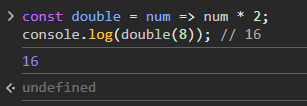 > const double = num => num * 2;
console.log(double(8)); // 16
16
<· undefined